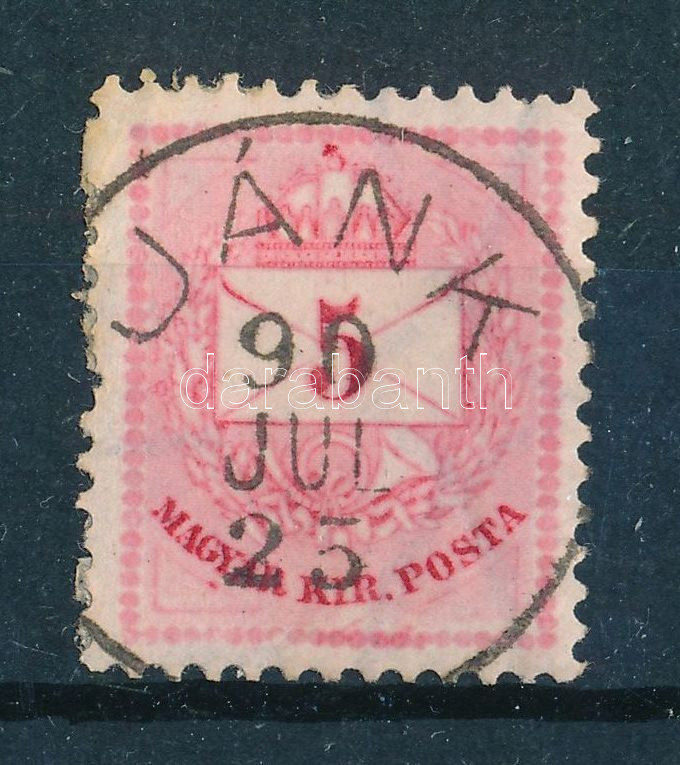 JÁNK
5
90
darabanth
JUL
25
MAGYAR KIR. POSTA